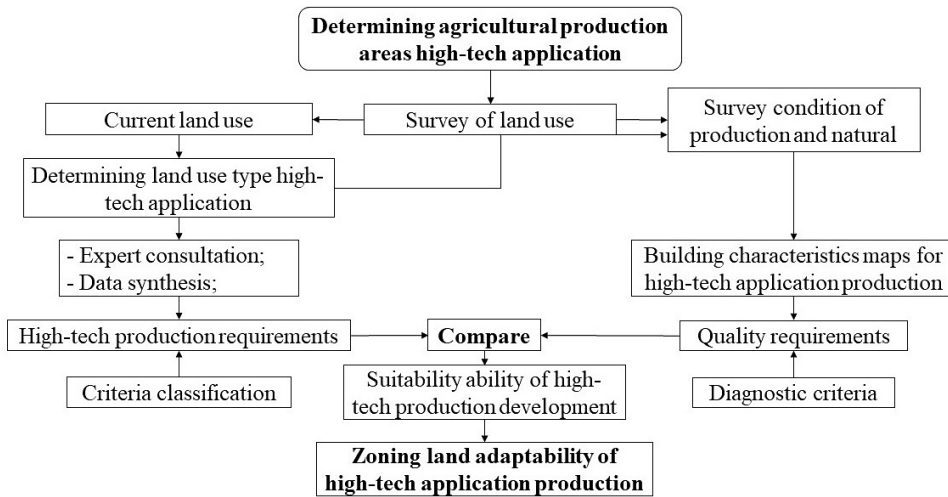 Determining agricultural production
areas high-tech application
Current land use
Survey of land use
Survey condition of
production and natural
Determining land use type high-
tech application
- Expert consultation;
- Data synthesis;
Building characteristics maps for
high-tech application production
High-tech production requirements
Compare
Quality requirements
Criteria classification
Suitability ability of high-
tech production development
Diagnostic criteria
Zoning land adaptability of
high-tech application production